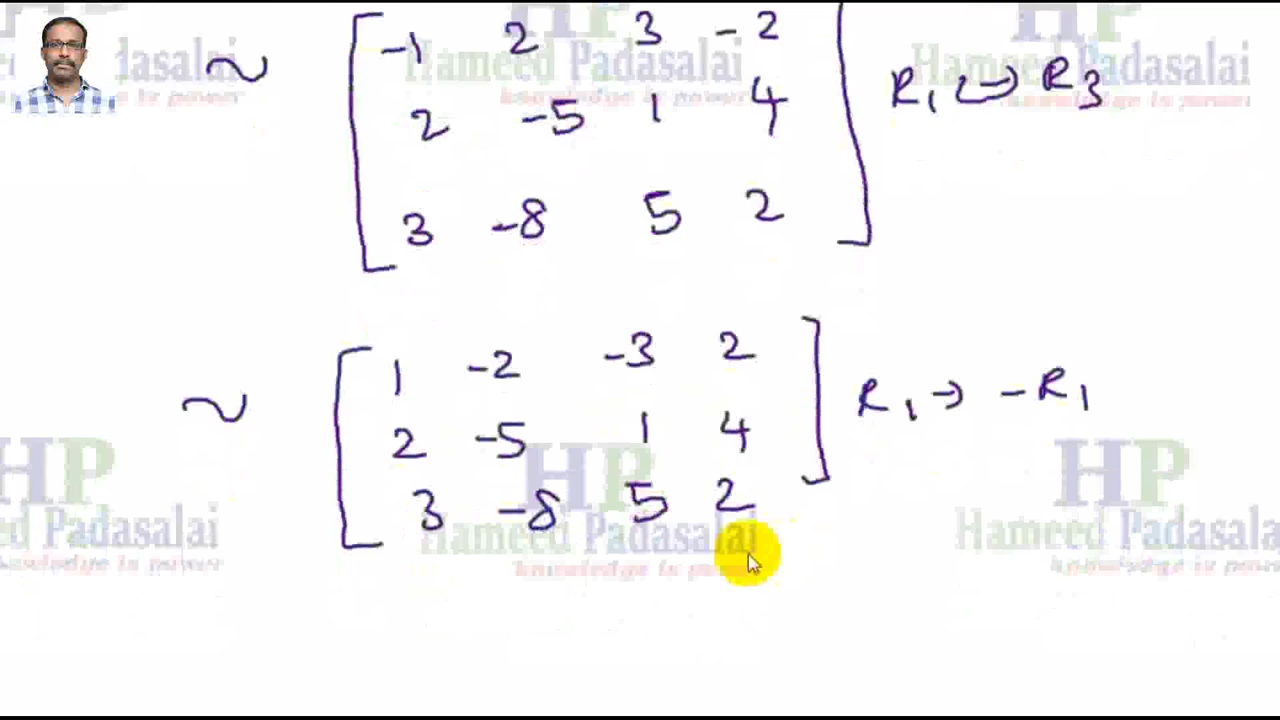 ∼ [ -1 2 3 -2
2 -5 1 4
3 -8 5 2 ] R₁ ↔ R₃
∼ [ 1 -2 -3 2
2 -5 1 4
3 -8 5 2 ] R₁ → -R₁
HP
Hameed Padasalai
knowledge is power